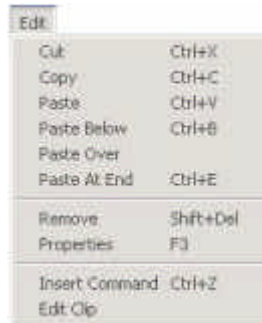 Edit
Cut Ctrl+X
Copy Ctrl+C
Paste Ctrl+V
Paste Below Ctrl+B
Paste Over
Paste At End Ctrl+E
Remove Shift+Del
Properties F3
Insert Command Ctrl+Z
Edit Clip